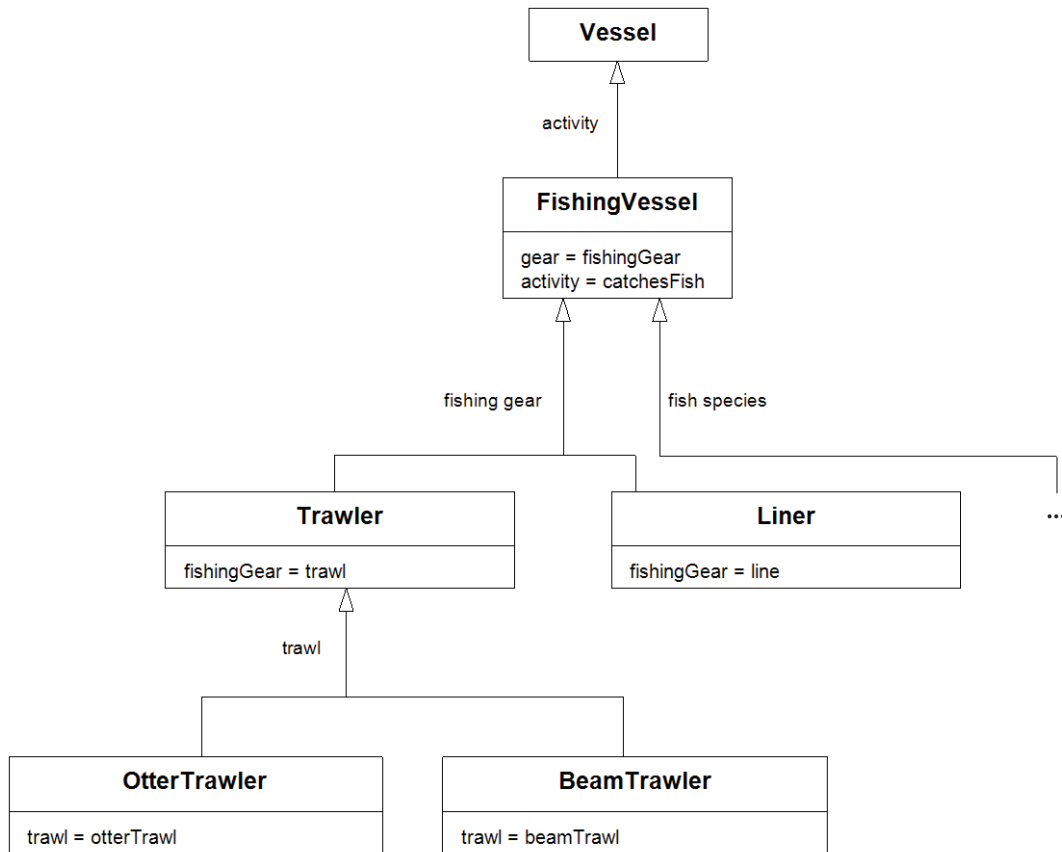 Vessel
activity
FishingVessel
gear = fishingGear
activity = catchesFish
fishing gear
fish species
Trawler
fishingGear = trawl
Liner
fishingGear = line
...
trawl
OtterTrawler
trawl = otterTrawl
BeamTrawler
trawl = beamTrawl